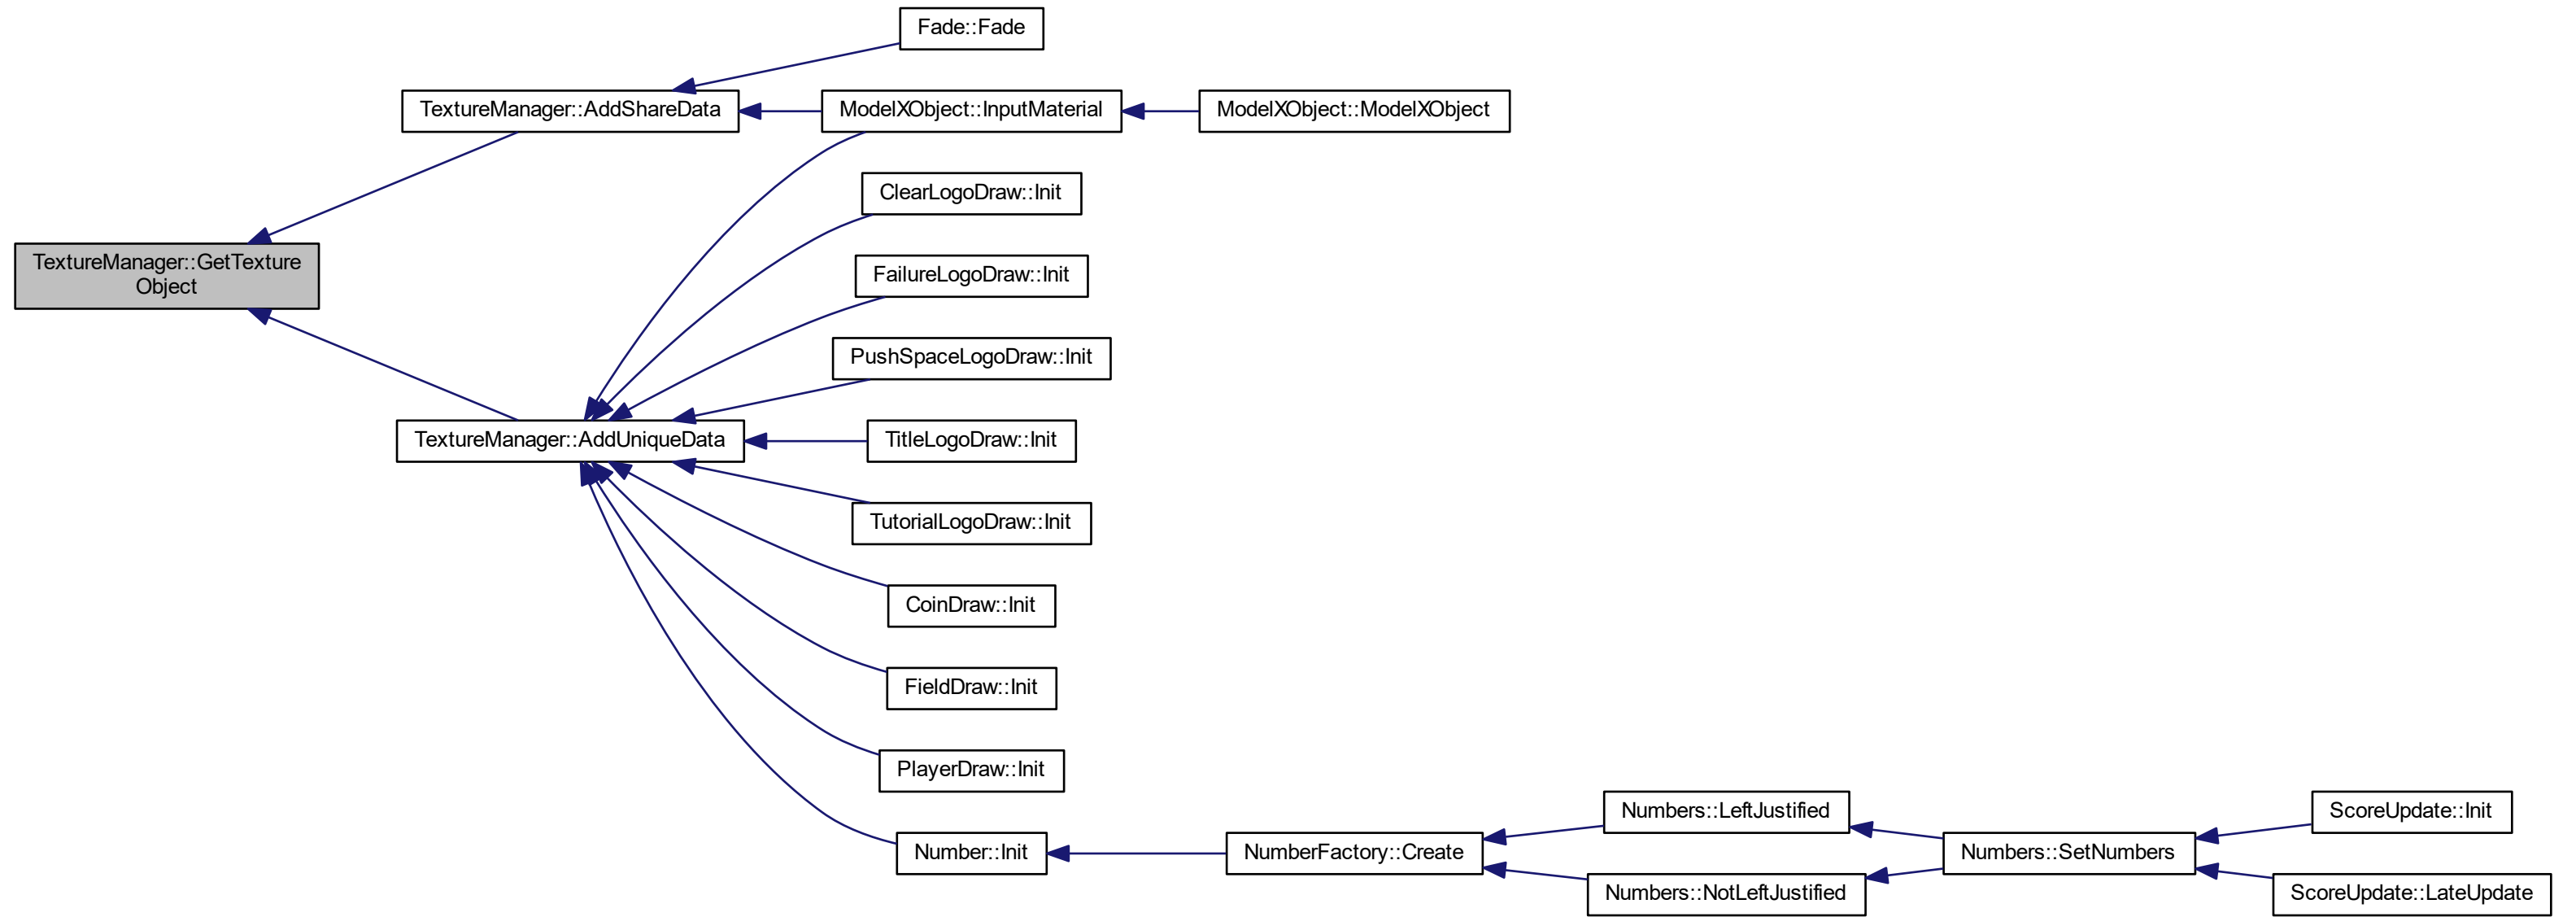 Fade::Fade
TextureManager::AddShareData
ModelXObject::InputMaterial
ModelXObject::ModelXObject
ClearLogoDraw::Init
TextureManager::GetTexture
Object
FailureLogoDraw::Init
PushSpaceLogoDraw::Init
TextureManager::AddUniqueData
TitleLogoDraw::Init
TutorialLogoDraw::Init
CoinDraw::Init
FieldDraw::Init
PlayerDraw::Init
Number::Init
NumberFactory::Create
Numbers::LeftJustified
Numbers::NotLeftJustified
Numbers::SetNumbers
ScoreUpdate::Init
ScoreUpdate::LateUpdate